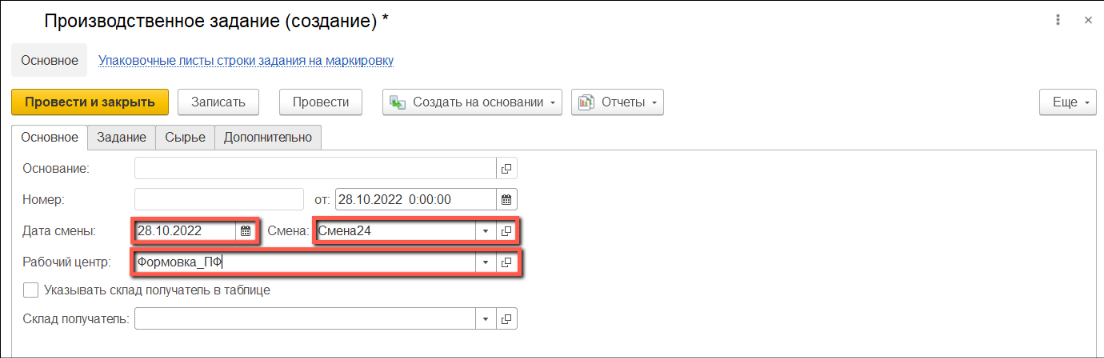 Производственное задание (создание) *
Основное Упаковочные листы строки задания на маркировку
Провести и закрыть Записать Провести Создать на основании Отчеты Еще
Основное Задание Сырье Дополнительно
Основание:
Номер: от: 28.10.2022 0:00:00
Дата смены: 28.10.2022 Смена: Смена24
Рабочий центр: Формовка_ПФ
Указывать склад получатель в таблице
Склад получатель: